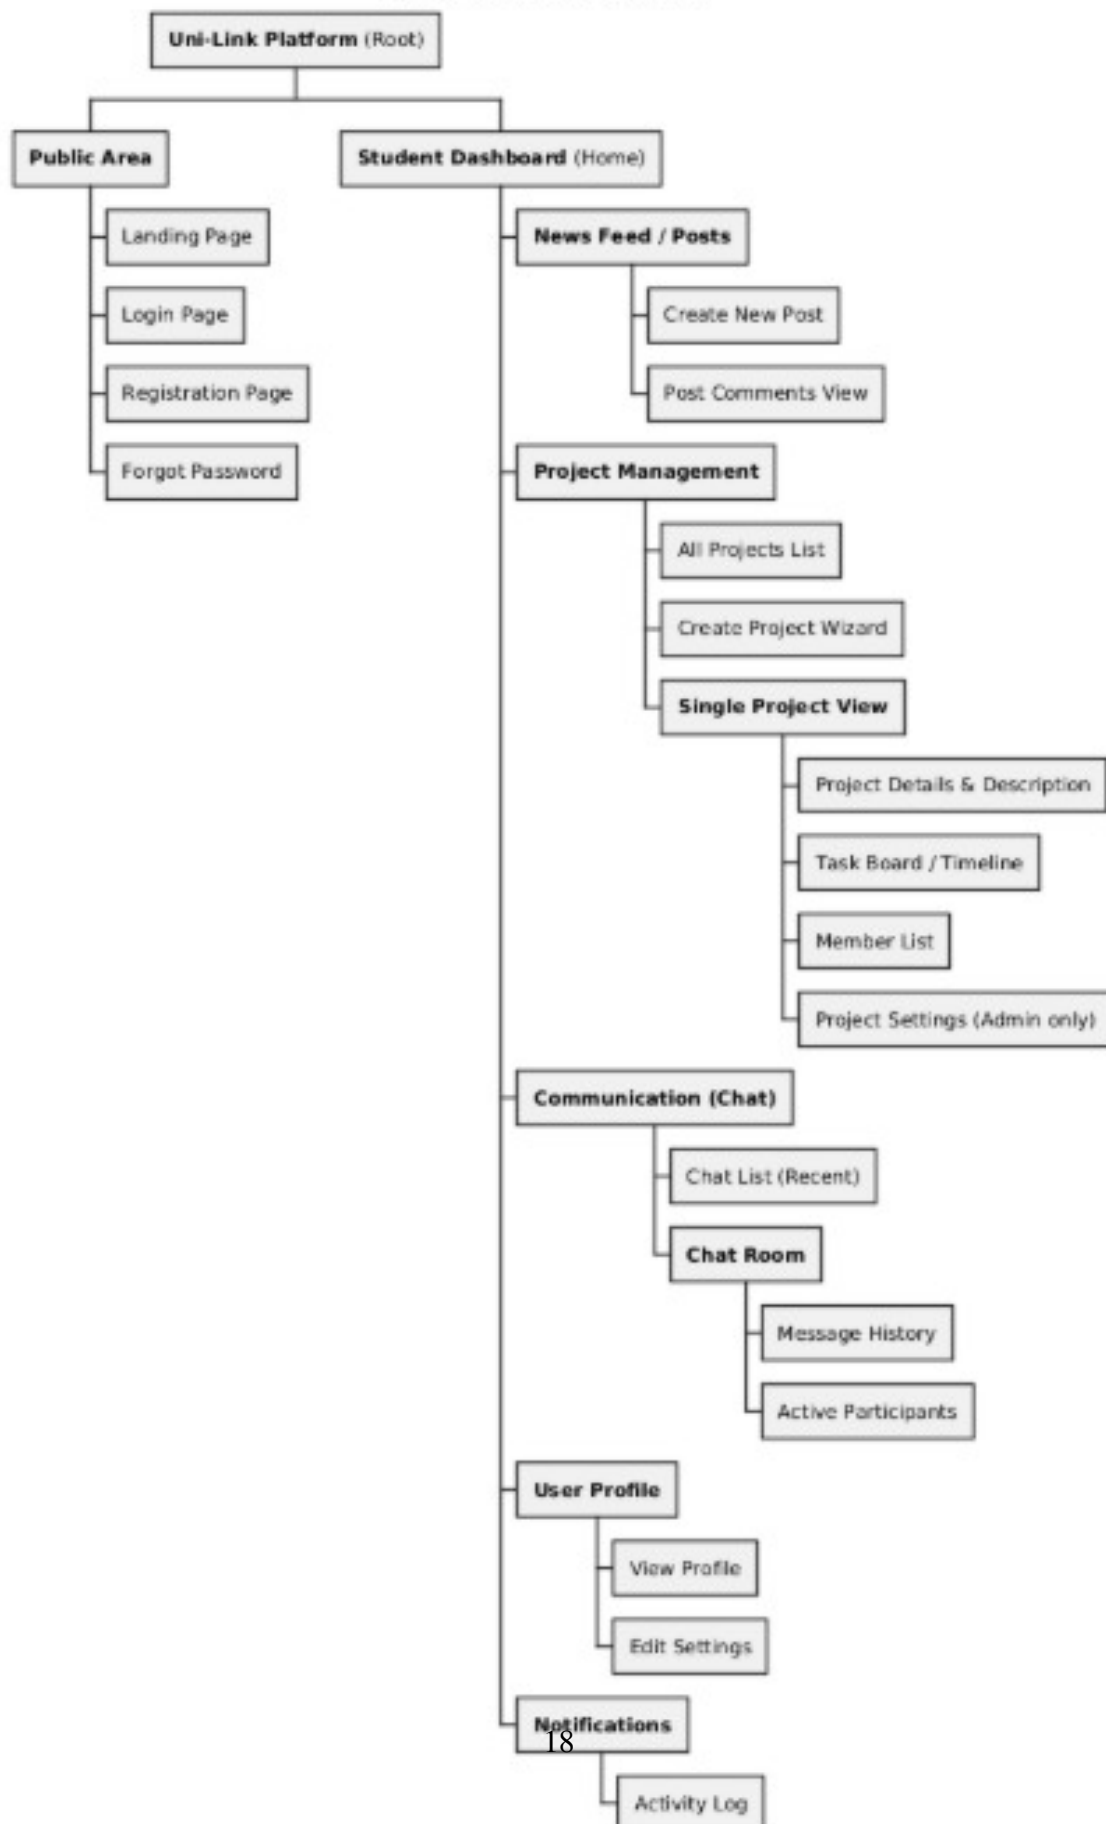 Uni-Link Platform (Root)
Public Area
Student Dashboard (Home)
Landing Page
Login Page
Registration Page
Forgot Password
News Feed / Posts
Create New Post
Post Comments View
Project Management
All Projects List
Create Project Wizard
Single Project View
Project Details & Description
Task Board / Timeline
Member List
Project Settings (Admin only)
Communication (Chat)
Chat List (Recent)
Chat Room
Message History
Active Participants
User Profile
View Profile
Edit Settings
Notifications
18
Activity Log